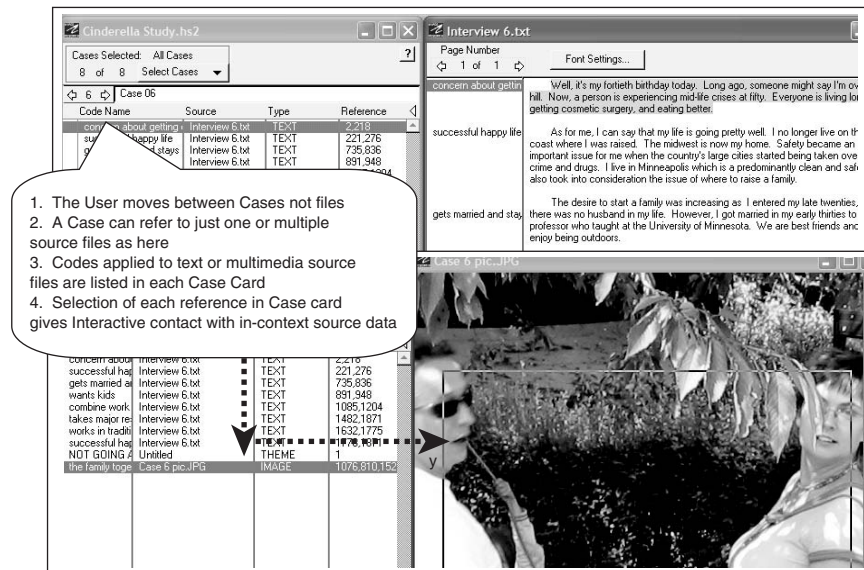 Cinderella Study.hs2
Cases Selected: All Cases
8 of 8 Select Cases
?
6 Case 06
Code Name Source Type Reference
concern about getting Interview 6.txt TEXT 2,218
happy life Interview 6.txt TEXT 221,276
stays Interview 6.txt TEXT 735,836
Interview 6.txt TEXT 891,948
1. The User moves between Cases not files
2. A Case can refer to just one or multiple
source files as here
3. Codes applied to text or multimedia source
files are listed in each Case Card
4. Selection of each reference in Case card
gives Interactive contact with in-context source data
concern abou Interview 6.txt TEXT 2,218
successful hap Interview 6.txt TEXT 221,276
gets married ar Interview 6.txt TEXT 735,836
wants kids Interview 6.txt TEXT 891,948
combine work Interview 6.txt TEXT 1085,1204
takes major re Interview 6.txt TEXT 1482,1871
works in traditi Interview 6.txt TEXT 1632,1775
successful hap Interview 6.txt TEXT
NOT GOING A Untitled THEME 1
the family toge Case 6 pic.JPG IMAGE 1076,810,152
Interview 6.txt
Page Number
1 of 1 Font Settings...
concern about gettin Well, it's my fortieth birthday today. Long ago, someone might say I'm ov
hill. Now, a person is experiencing mid-life crises at fifty. Everyone is living lon
getting cosmetic surgery, and eating better.
successful happy life As for me, I can say that my life is going pretty well. I no longer live on th
coast where I was raised. The midwest is now my home. Safety became an
important issue for me when the country's large cities started being taken ove
crime and drugs. I live in Minneapolis which is a predominantly clean and safe
also took into consideration the issue of where to raise a family.
The desire to start a family was increasing as I entered my late twenties,
gets married and stay there was no husband in my life. However, I got married in my early thirties to
professor who taught at the University of Minnesota. We are best friends and
enjoy being outdoors.
Case 6 pic.JPG
y